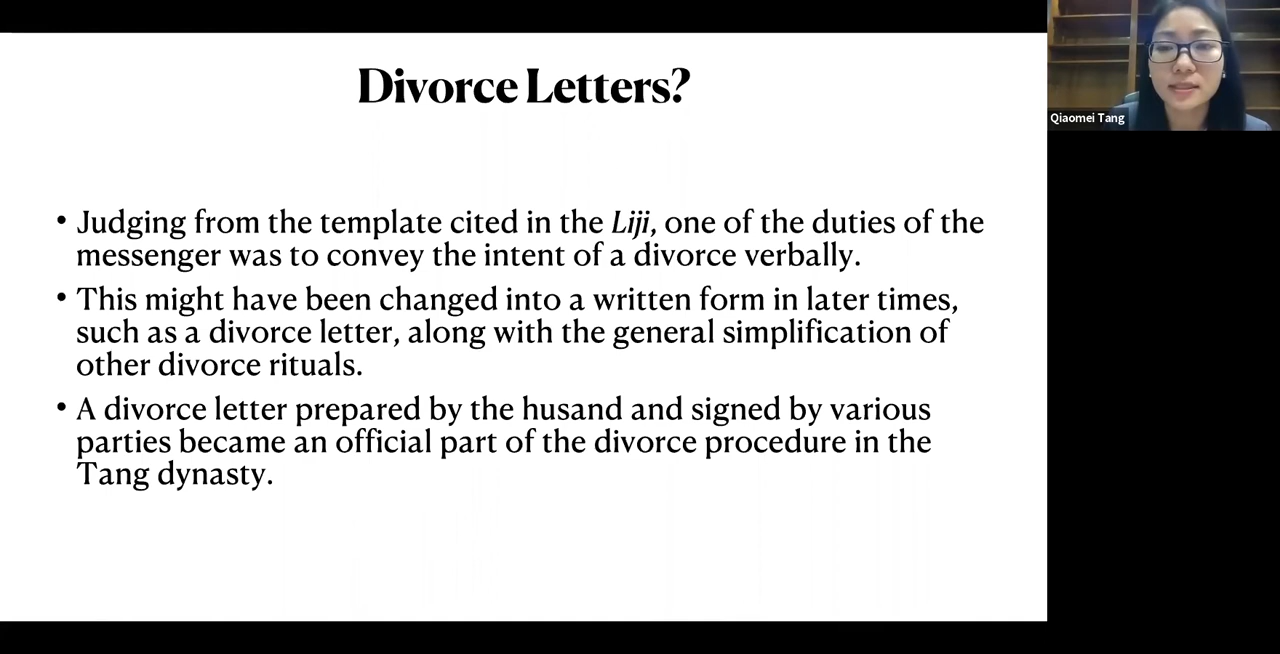 Divorce Letters?
• Judging from the template cited in the Liji, one of the duties of the
messenger was to convey the intent of a divorce verbally.
• This might have been changed into a written form in later times,
such as a divorce letter, along with the general simplification of
other divorce rituals.
• A divorce letter prepared by the husand and signed by various
parties became an official part of the divorce procedure in the
Tang dynasty.
Qiaomei Tang